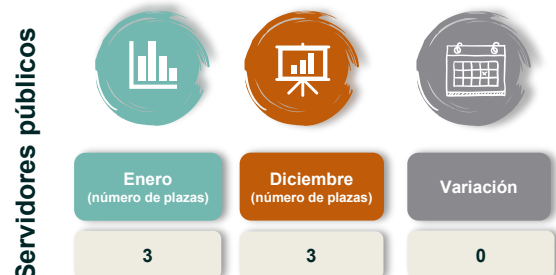 Servidores públicos
Enero
(número de plazas)
Diciembre
(número de plazas)
Variación
3
3
0